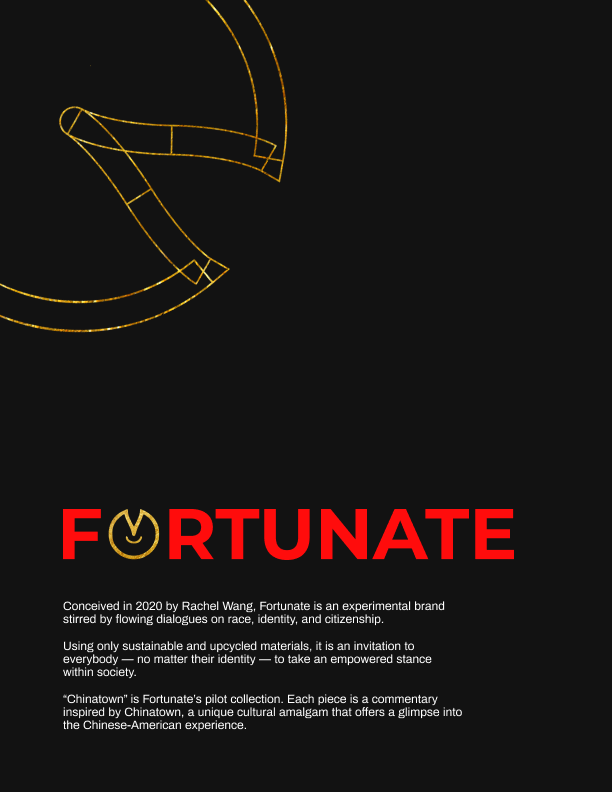 FORTUNATE
Conceived in 2020 by Rachel Wang, Fortunate is an experimental brand
stirred by flowing dialogues on race, identity, and citizenship.
Using only sustainable and upcycled materials, it is an invitation to
everybody — no matter their identity — to take an empowered stance
within society.
“Chinatown” is Fortunate’s pilot collection. Each piece is a commentary
inspired by Chinatown, a unique cultural amalgam that offers a glimpse into
the Chinese-American experience.